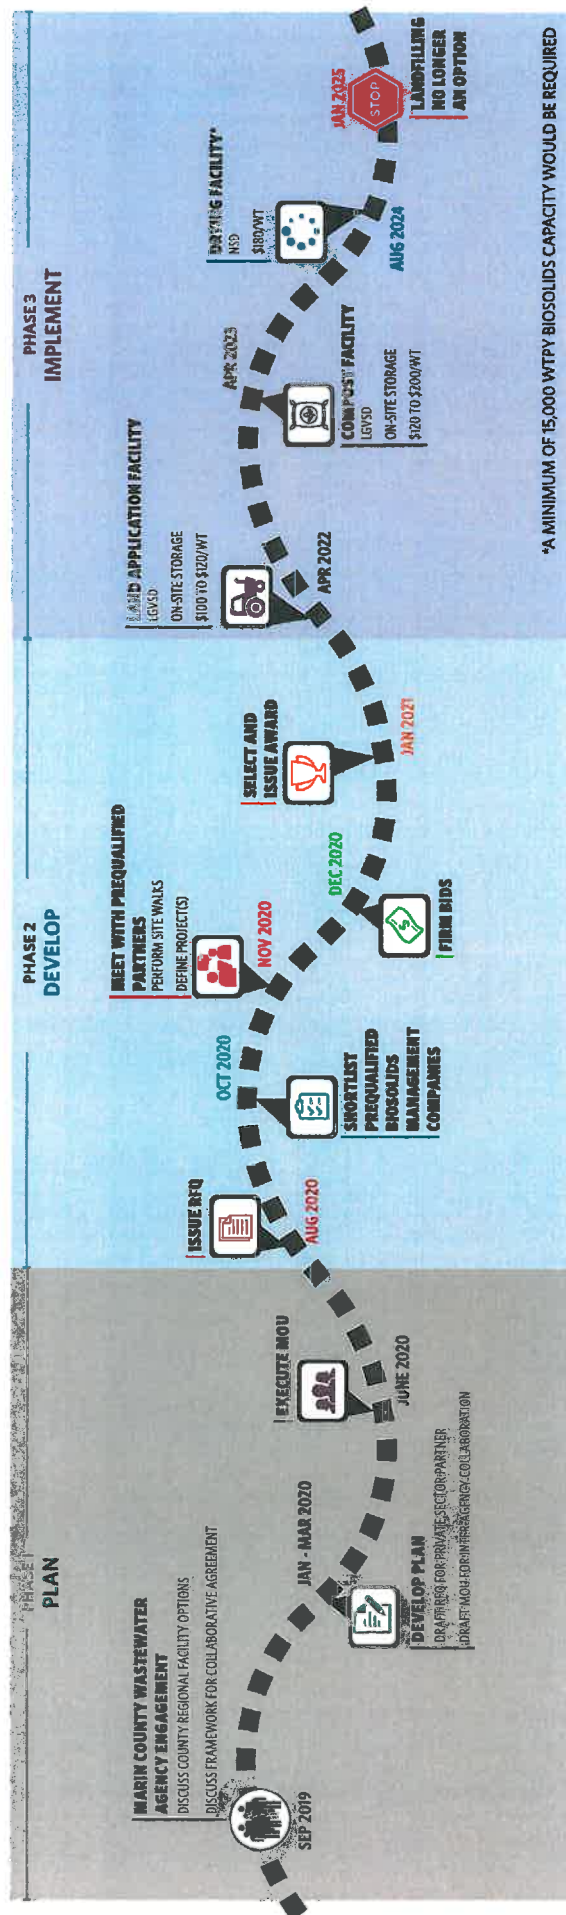 PHASE 1
PLAN
MARIN COUNTY WASTEWATER
AGENCY ENGAGEMENT
DISCUSS COUNTY REGIONAL FACILITY OPTIONS
DISCUSS FRAMEWORK FOR COLLABORATIVE AGREEMENT
SEP 2019
JAN - MAR 2020
DEVELOP PLAN
DRAFT RFQ FOR PRIVATE SECTOR PARTNER
DRAFT MOU FOR INTER-AGENCY COLLABORATION
EXECUTE MOU
JUNE 2020
PHASE 2
DEVELOP
ISSUE RFQ
AUG 2020
OCT 2020
SHORTLIST
PREQUALIFIED
BIOSOLIDS
MANAGEMENT
COMPANIES
MEET WITH PREQUALIFIED
PARTNERS
PERFORM SITE WALKS
DEFINE PROJECT(S)
NOV 2020
DEC 2020
$
FIRM BIDS
SELECT AND
ISSUE AWARD
JAN 2021
PHASE 3
IMPLEMENT
LAND APPLICATION FACILITY
LGVSD
ON-SITE STORAGE
$100 TO $120/WT
APR 2022
APR 2023
COMPOST FACILITY
LGVSD
ON-SITE STORAGE
$120 TO $200/WT
DRYING FACILITY*
NSD
$180/WT
AUG 2024
JAN 2025
STOP
LANDFILLING
NO LONGER
AN OPTION
*A MINIMUM OF 15,000 WTPY BIOSOLIDS CAPACITY WOULD BE REQUIRED